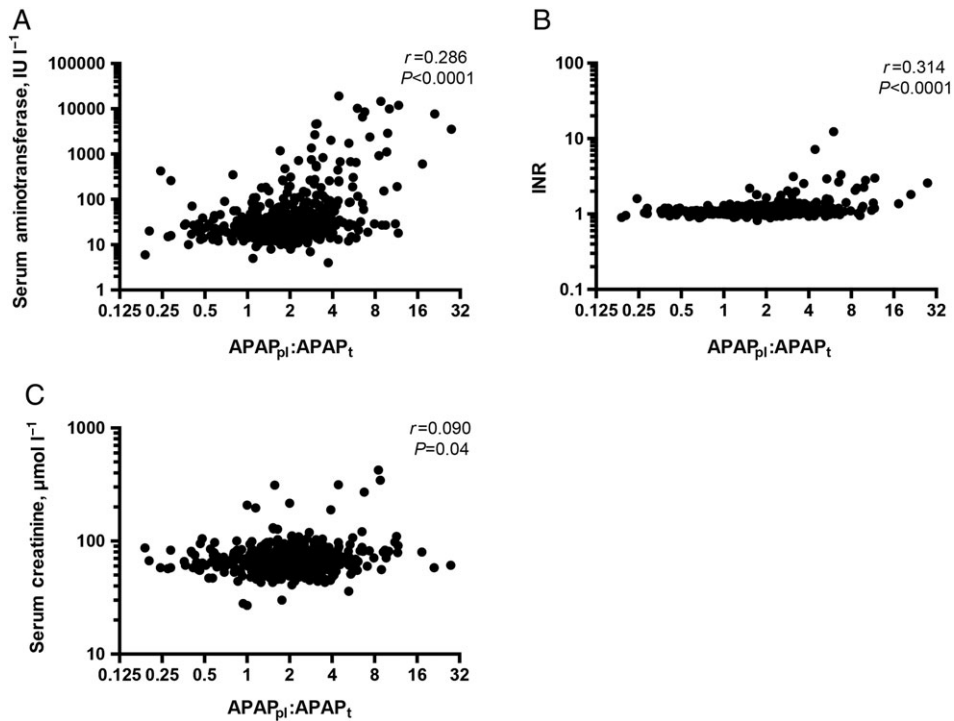 A
Serum aminotransferase, IU l⁻¹
r=0.286
P<0.0001
100000
10000
1000
100
10
1
0.125 0.25 0.5 1 2 4 8 16 32
APAPpl:APAPt
B
INR
r=0.314
P<0.0001
100
10
1
0.1
0.125 0.25 0.5 1 2 4 8 16 32
APAPpl:APAPt
C
Serum creatinine, µmol l⁻¹
r=0.090
P=0.04
1000
100
10
0.125 0.25 0.5 1 2 4 8 16 32
APAPpl:APAPt